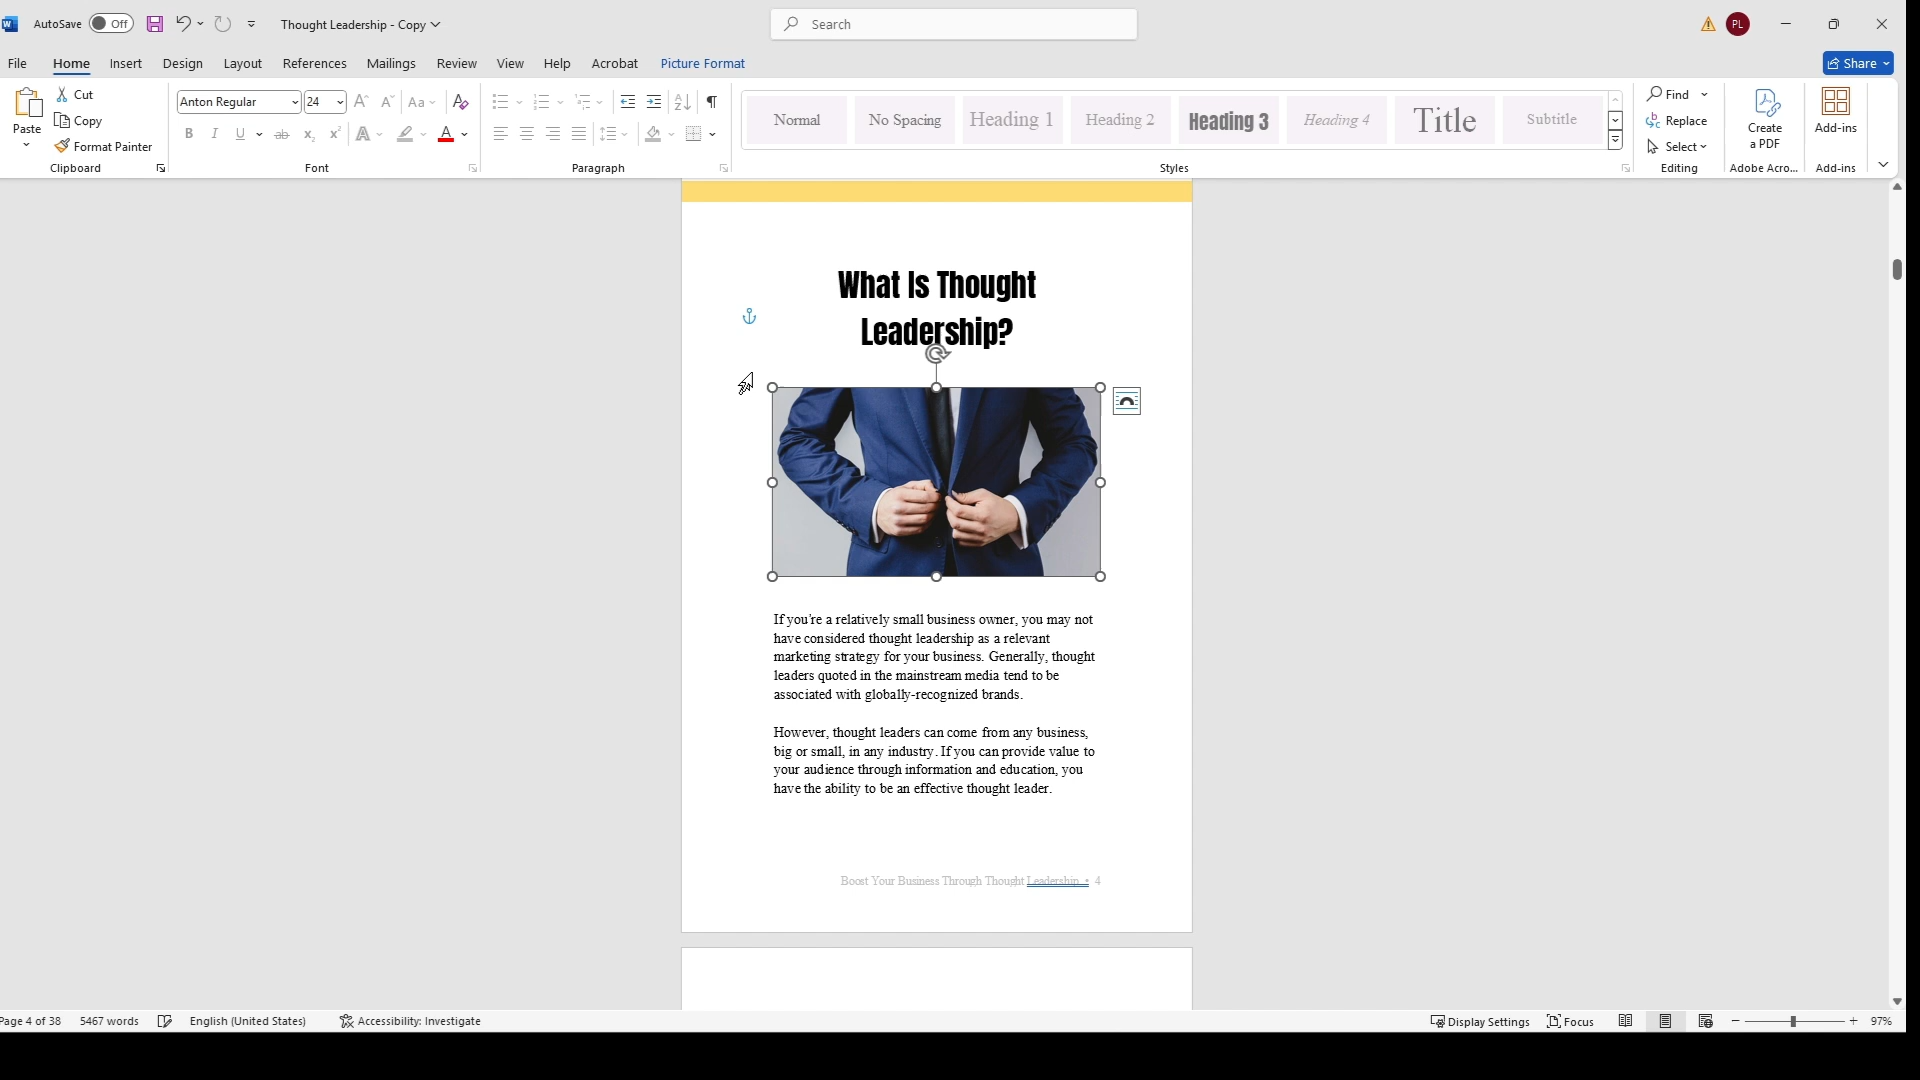 AutoSave Off Thought Leadership - Copy Search PL
File Home Insert Design Layout References Mailings Review View Help Acrobat Picture Format Share
Paste Cut Copy Format Painter
Clipboard
Anton Regular 24 Aa
B I U ab x₂ x² A A
Font
Paragraph
Normal No Spacing Heading 1 Heading 2 Heading 3 Heading 4 Title Subtitle
Styles
Find Replace Select
Editing
Create a PDF
Adobe Acro...
Add-ins
Add-ins
What Is Thought
Leadership?
If you're a relatively small business owner, you may not
have considered thought leadership as a relevant
marketing strategy for your business. Generally, thought
leaders quoted in the mainstream media tend to be
associated with globally-recognized brands.
However, thought leaders can come from any business,
big or small, in any industry. If you can provide value to
your audience through information and education, you
have the ability to be an effective thought leader.
Boost Your Business Through Thought Leadership • 4
Page 4 of 38 5467 words English (United States) Accessibility: Investigate Display Settings Focus 97%